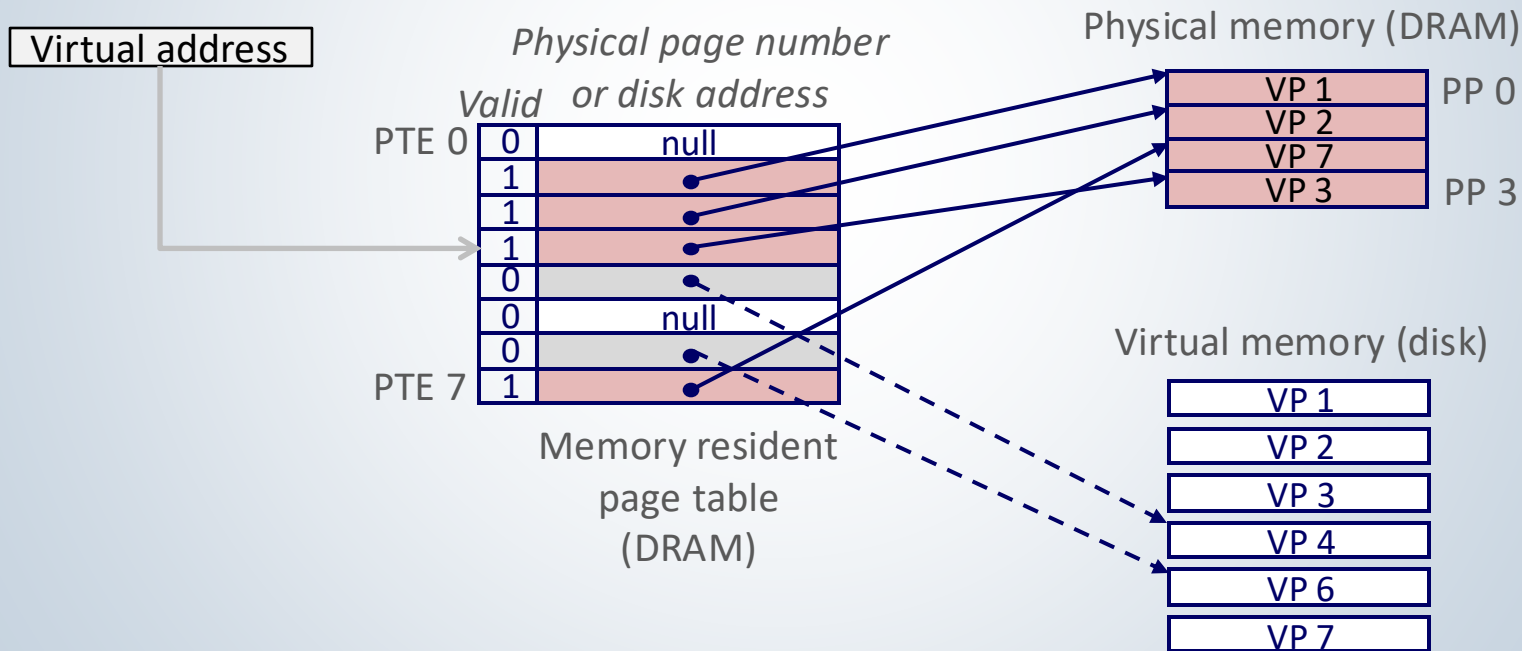 Virtual address
Physical page number
or disk address
Valid
PTE 0
0
null
1
1
1
0
0
null
0
PTE 7
1
Memory resident
page table
(DRAM)
Physical memory (DRAM)
VP 1
PP 0
VP 2
VP 7
VP 3
PP 3
Virtual memory (disk)
VP 1
VP 2
VP 3
VP 4
VP 6
VP 7